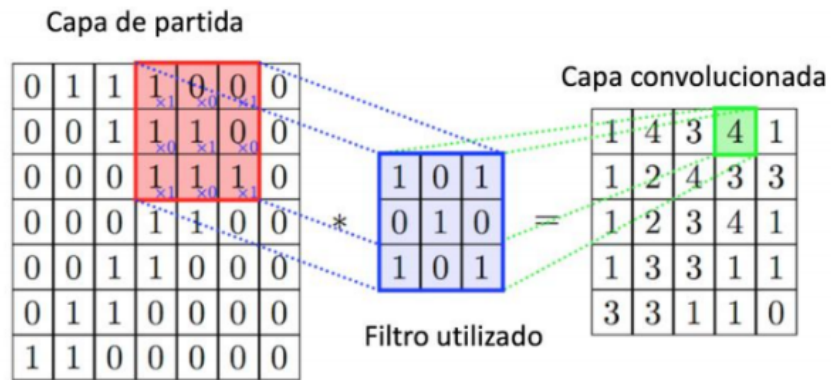 Capa de partida
Capa convolucionada
0 1 1 1 0 0 0
×1 ×0 ×1
0 0 1 1 1 0 0
×0 ×1 ×0
0 0 0 1 1 1 0
×1 ×0 ×1
0 0 0 1 1 0 0
0 0 1 1 0 0 0
0 1 1 0 0 0 0
1 1 0 0 0 0 0
*
1 0 1
0 1 0
1 0 1
=
1 4 3 4 1
1 2 4 3 3
1 2 3 4 1
1 3 3 1 1
3 3 1 1 0
Filtro utilizado